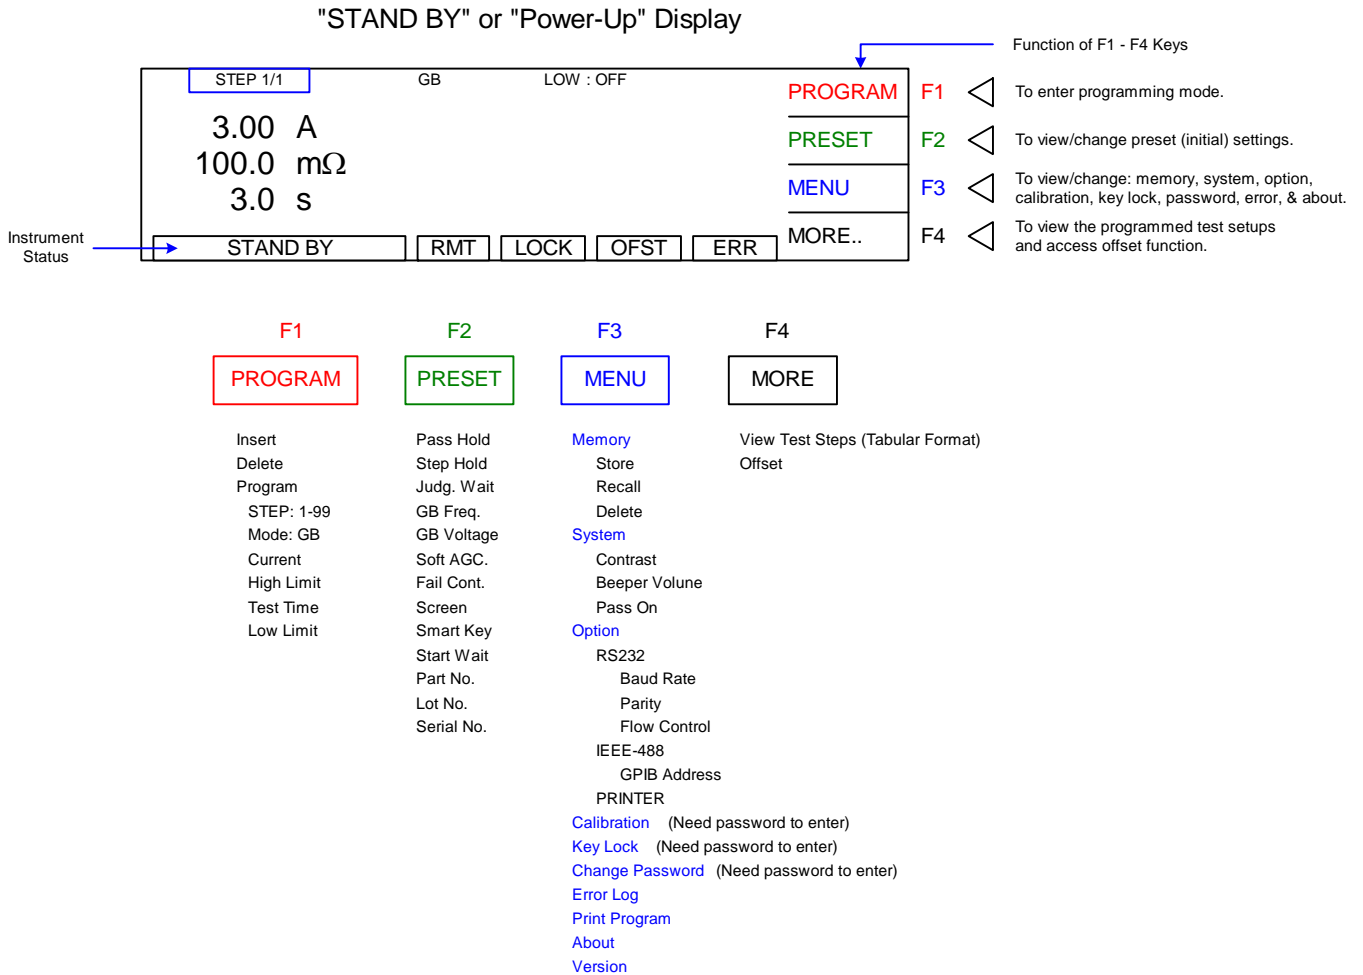 "STAND BY" or "Power-Up" Display
Function of F1 - F4 Keys
STEP 1/1 GB LOW : OFF
PROGRAM F1 To enter programming mode.
3.00 A
PRESET F2 To view/change preset (initial) settings.
100.0 mΩ
MENU F3 To view/change: memory, system, option,
calibration, key lock, password, error, & about.
3.0 s
MORE.. F4 To view the programmed test setups
and access offset function.
Instrument
Status
STAND BY RMT LOCK OFST ERR
F1 F2 F3 F4
PROGRAM PRESET MENU MORE
Insert Pass Hold Memory View Test Steps (Tabular Format)
Delete Step Hold Store Offset
Program Judg. Wait Recall
STEP: 1-99 GB Freq. Delete
Mode: GB GB Voltage System
Current Soft AGC. Contrast
High Limit Fail Cont. Beeper Volune
Test Time Screen Pass On
Low Limit Smart Key Option
Start Wait RS232
Part No. Baud Rate
Lot No. Parity
Serial No. Flow Control
IEEE-488
GPIB Address
PRINTER
Calibration (Need password to enter)
Key Lock (Need password to enter)
Change Password (Need password to enter)
Error Log
Print Program
About
Version